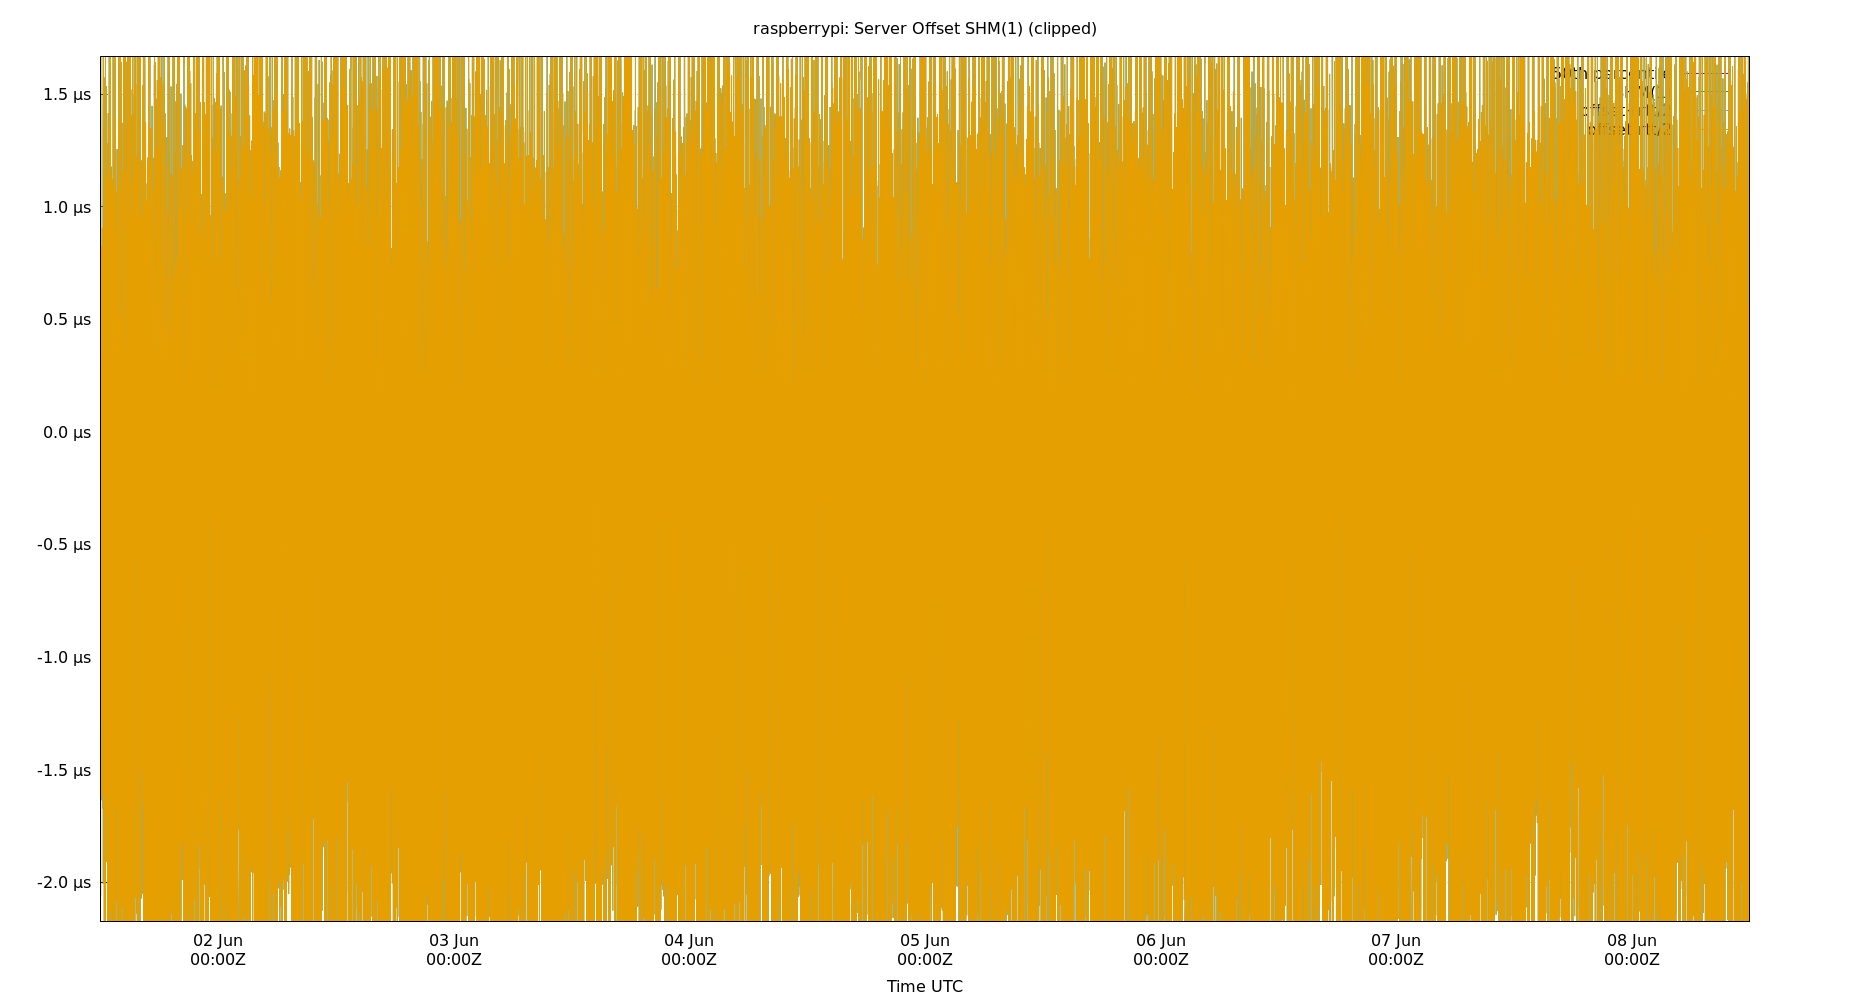 raspberrypi: Server Offset SHM(1) (clipped)
1.5 µs
1.0 µs
0.5 µs
0.0 µs
-0.5 µs
-1.0 µs
-1.5 µs
-2.0 µs
02 Jun 03 Jun 04 Jun 05 Jun 06 Jun 07 Jun 08 Jun
00:00Z 00:00Z 00:00Z 00:00Z 00:00Z 00:00Z 00:00Z
Time UTC